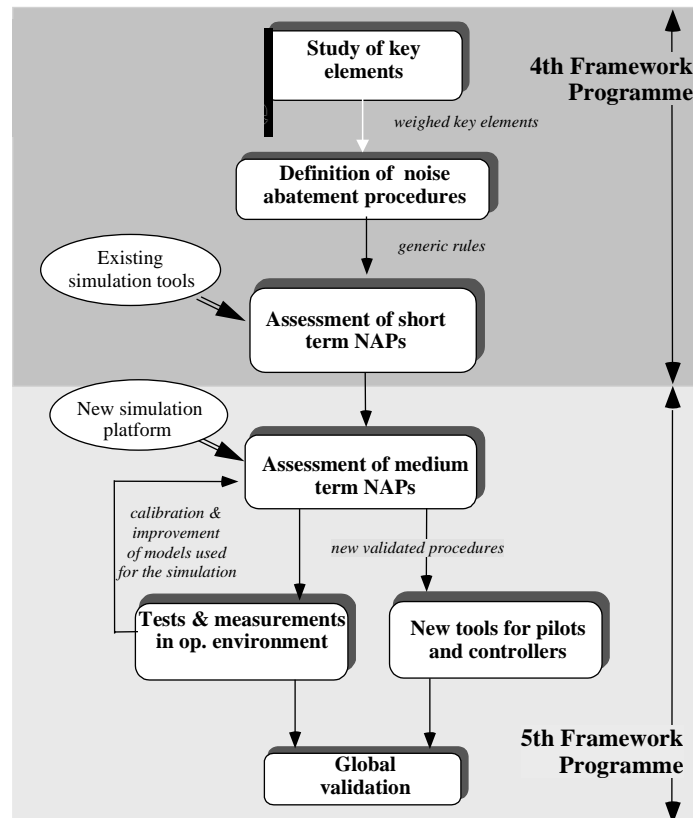 Study of key
elements
4th Framework
Programme
weighed key elements
Definition of noise
abatement procedures
generic rules
Existing
simulation tools
Assessment of short
term NAPs
New simulation
platform
Assessment of medium
term NAPs
calibration &
improvement
of models used
for the simulation
new validated procedures
Tests & measurements
in op. environment
New tools for pilots
and controllers
5th Framework
Programme
Global
validation